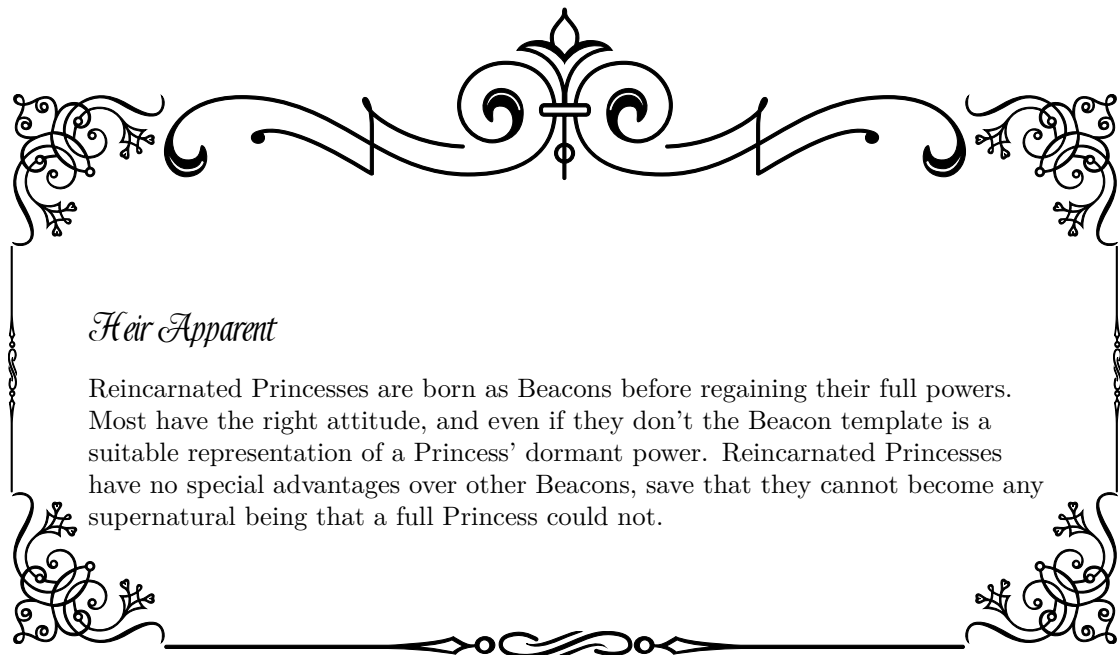 Heir Apparent
Reincarnated Princesses are born as Beacons before regaining their full powers.
Most have the right attitude, and even if they don't the Beacon template is a
suitable representation of a Princess' dormant power. Reincarnated Princesses
have no special advantages over other Beacons, save that they cannot become any
supernatural being that a full Princess could not.